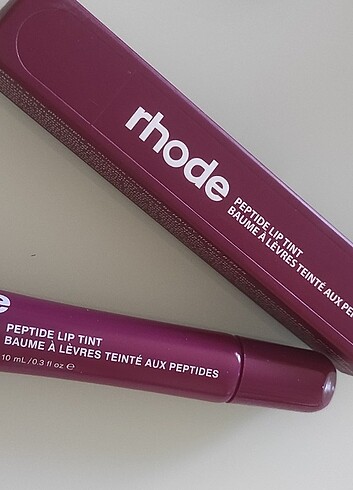 rhode
PEPTIDE LIP TINT
BAUME À LÈVRES TEINTÉ AUX
e
PEPTIDE LIP TINT
BAUME À LÈVRES TEINTÉ AUX PEPTIDES
10 mL / 0.3 fl oz ℮